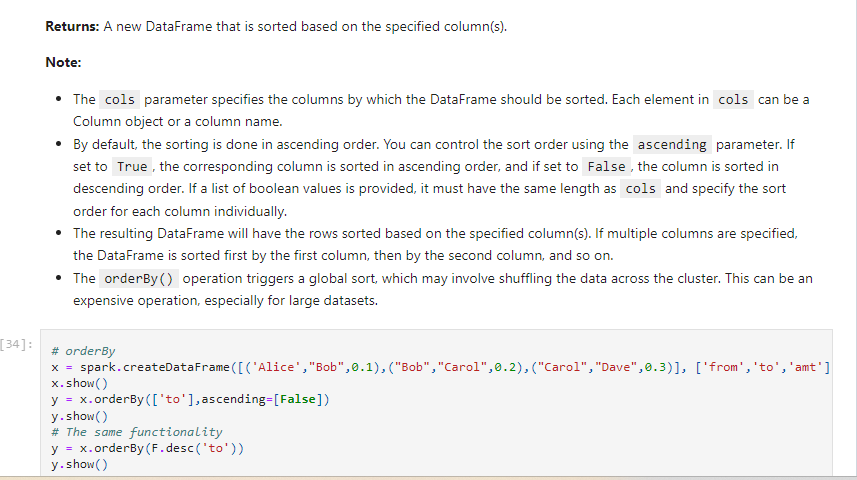 Returns: A new DataFrame that is sorted based on the specified column(s).
Note:
• The cols parameter specifies the columns by which the DataFrame should be sorted. Each element in cols can be a
Column object or a column name.
• By default, the sorting is done in ascending order. You can control the sort order using the ascending parameter. If
set to True , the corresponding column is sorted in ascending order, and if set to False , the column is sorted in
descending order. If a list of boolean values is provided, it must have the same length as cols and specify the sort
order for each column individually.
• The resulting DataFrame will have the rows sorted based on the specified column(s). If multiple columns are specified,
the DataFrame is sorted first by the first column, then by the second column, and so on.
• The orderBy() operation triggers a global sort, which may involve shuffling the data across the cluster. This can be an
expensive operation, especially for large datasets.
[34]:
# orderBy
x = spark.createDataFrame([('Alice',"Bob",0.1),("Bob","Carol",0.2),("Carol","Dave",0.3)], ['from','to','amt']
x.show()
y = x.orderBy(['to'],ascending=[False])
y.show()
# The same functionality
y = x.orderBy(F.desc('to'))
y.show()